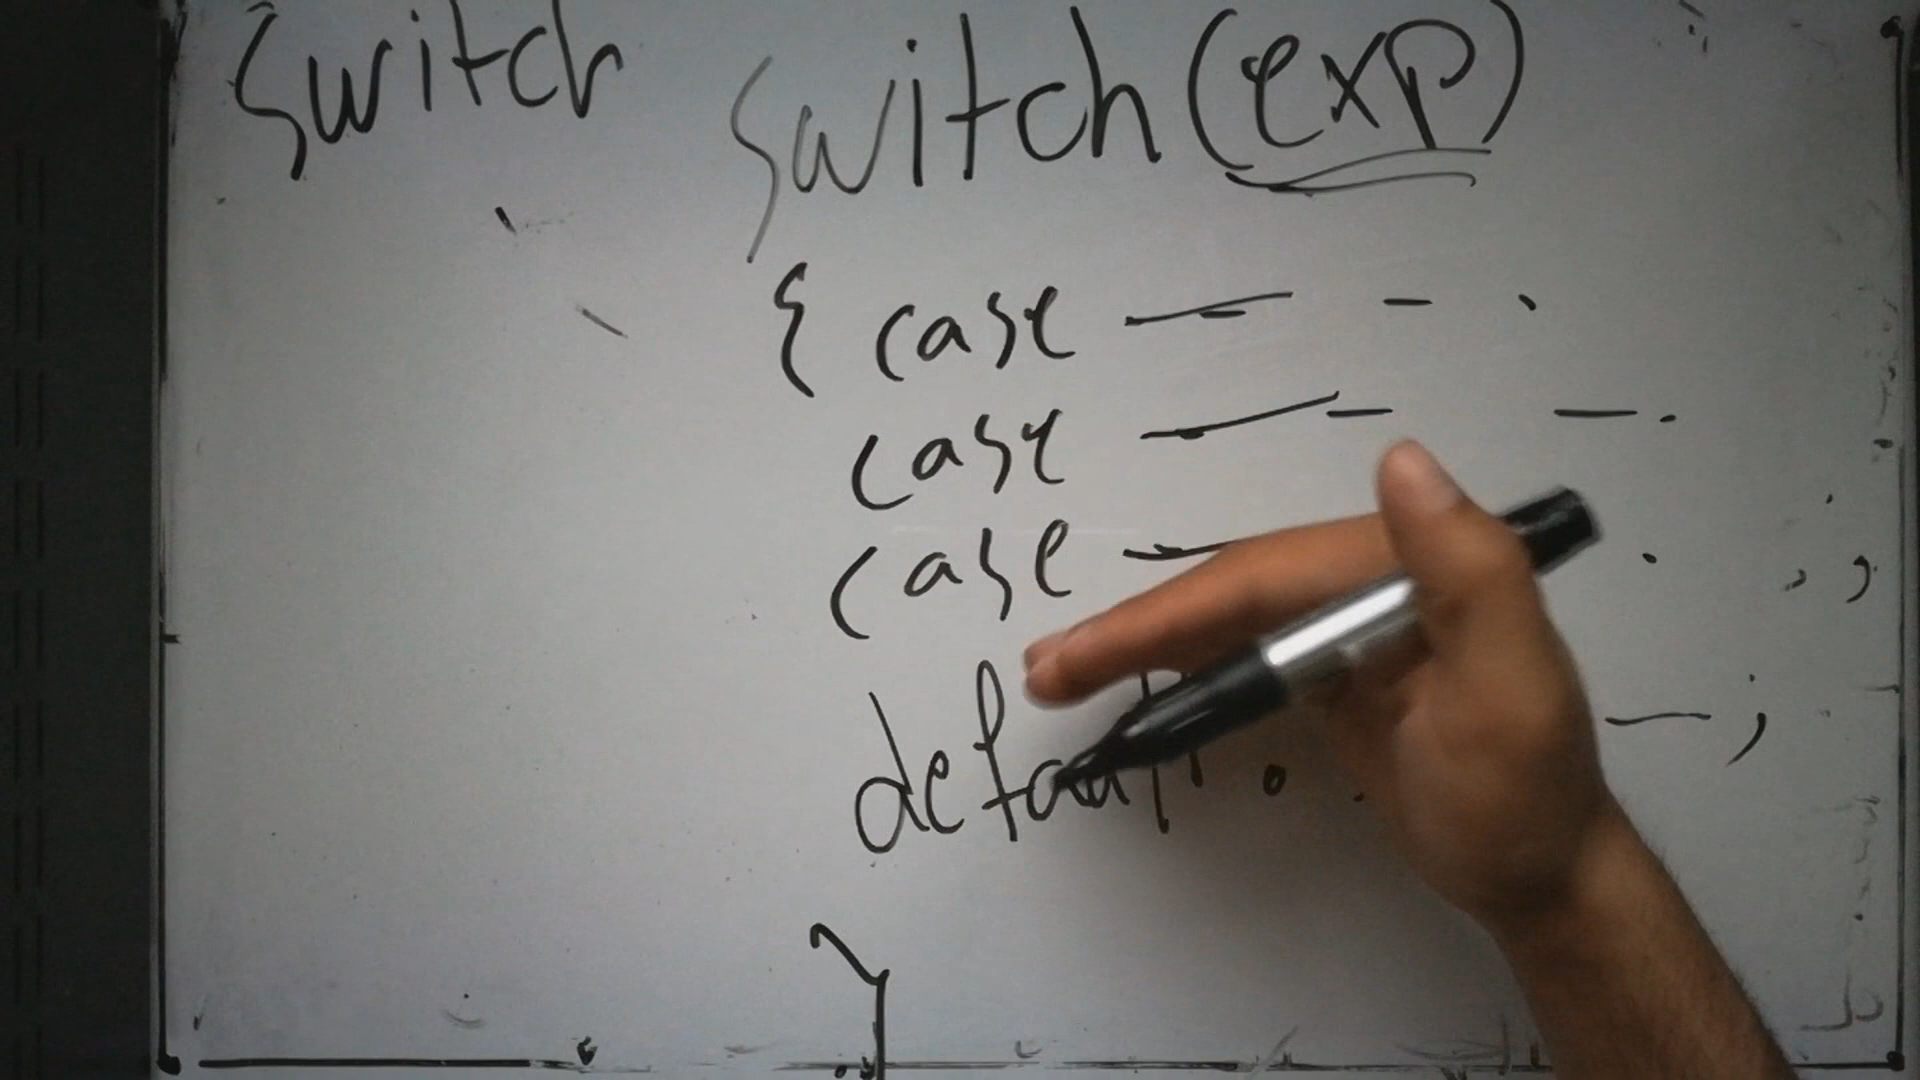 switch
switch (exp)
{ case — - .
case — - — .
case —
default : — ;
}